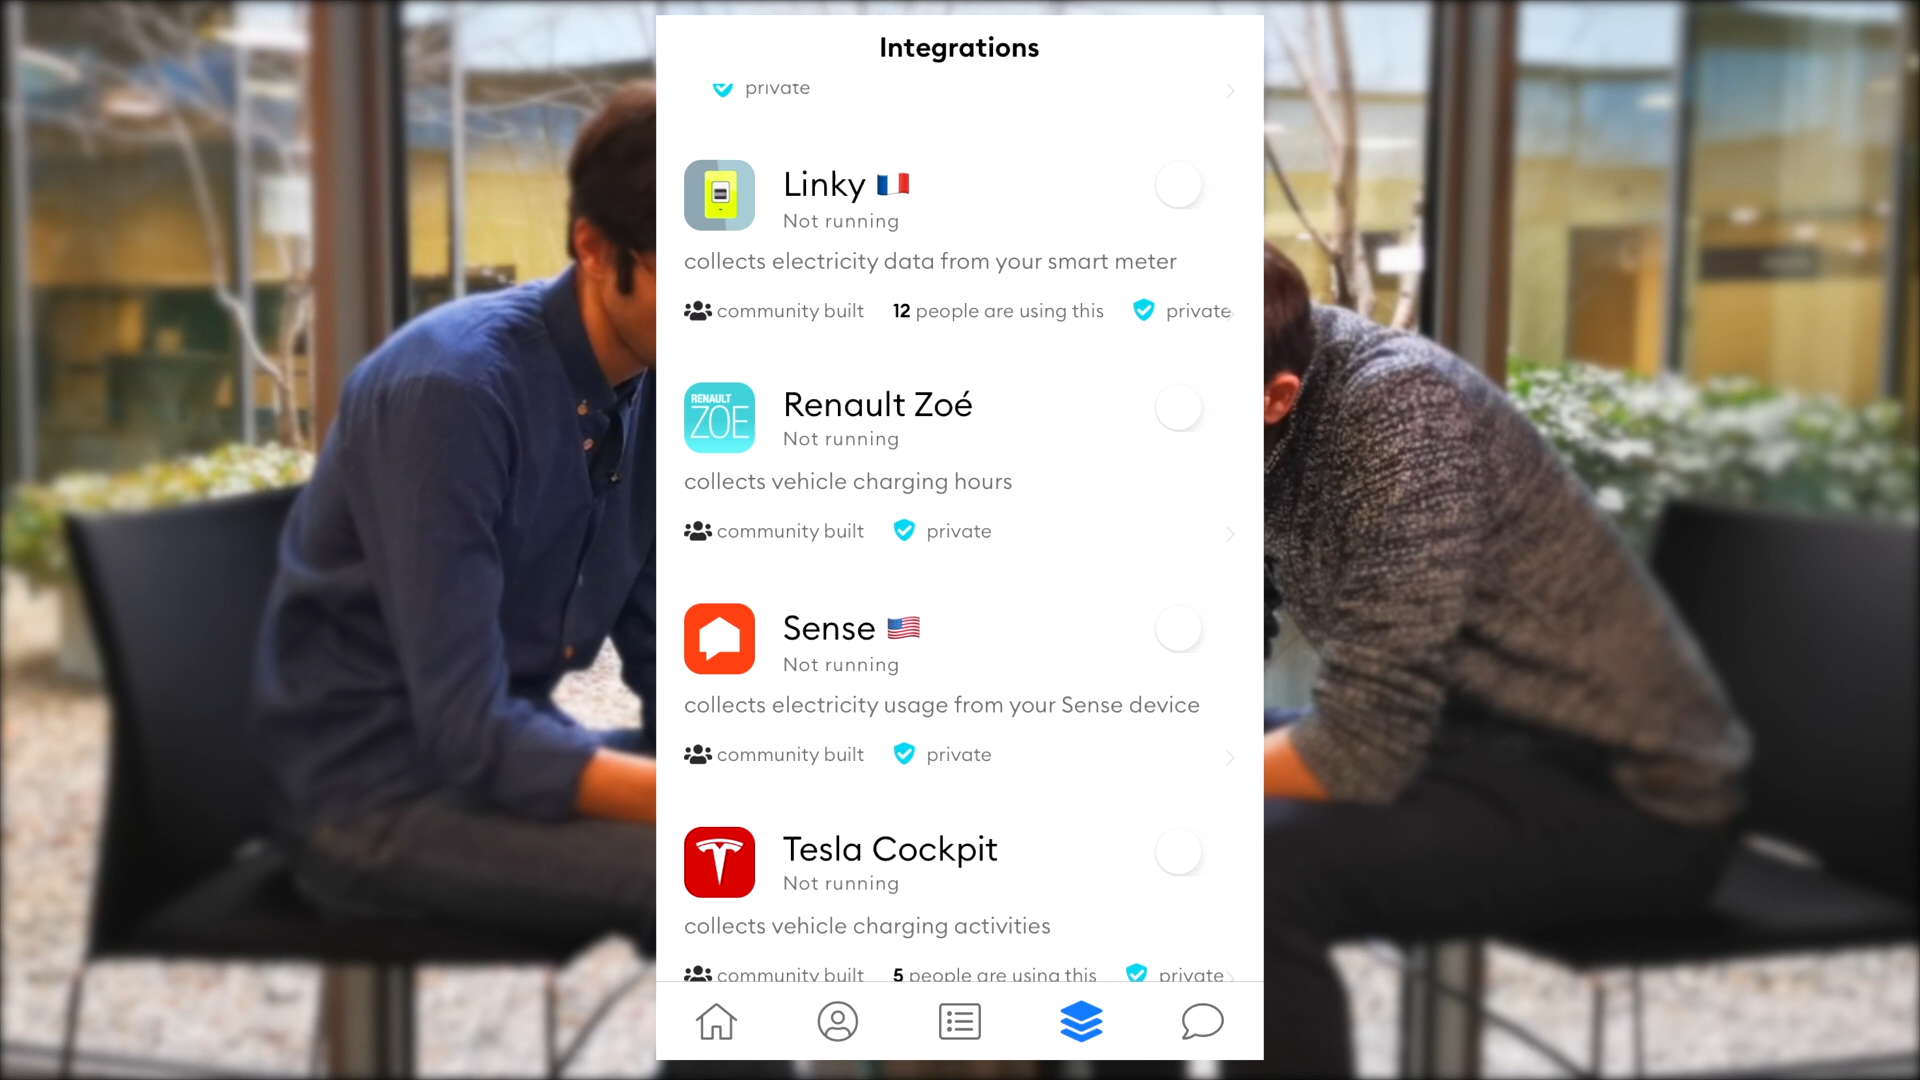 Integrations
private
Linky
Not running
collects electricity data from your smart meter
community built 12 people are using this private
RENAULT
ZOE
Renault Zoé
Not running
collects vehicle charging hours
community built private
Sense
Not running
collects electricity usage from your Sense device
community built private
Tesla Cockpit
Not running
collects vehicle charging activities
community built 5 people are using this private